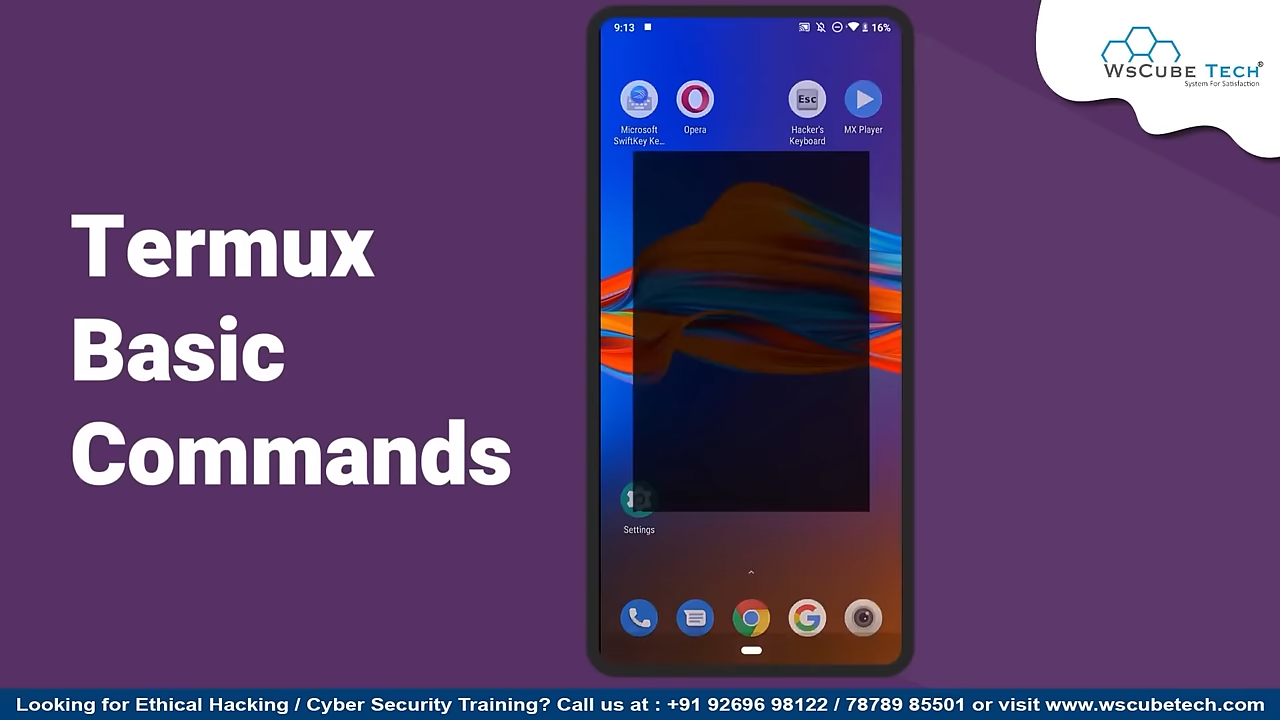 9:13
16%
WsCube Tech®
System For Satisfaction
Esc
Microsoft SwiftKey Ke...
Opera
Hacker's Keyboard
MX Player
Termux
Basic
Commands
Settings
Looking for Ethical Hacking / Cyber Security Training? Call us at : +91 92696 98122 / 78789 85501 or visit www.wscubetech.com